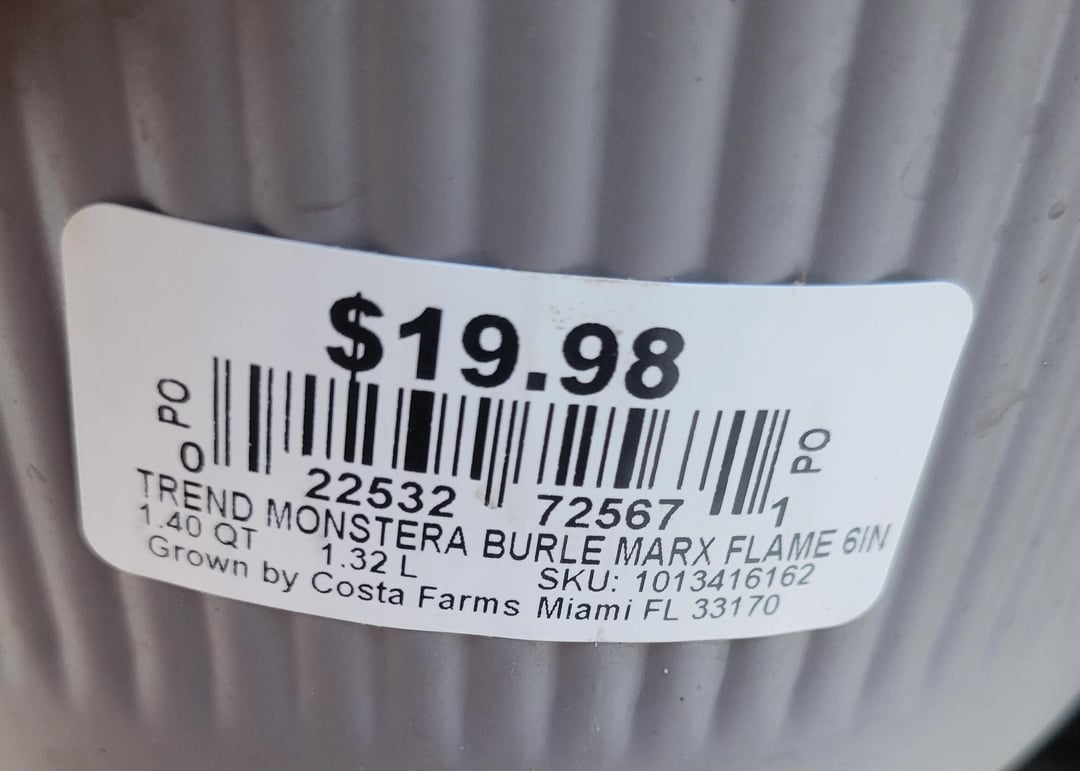 $19.98
PO PO
0 22532 72567 1
TREND MONSTERA BURLE MARX FLAME 6IN
1.40 QT 1.32 L SKU: 1013416162
Grown by Costa Farms Miami FL 33170